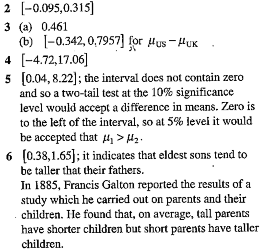 2 [-0.095,0.315]
3 (a) 0.461
(b) [-0.342, 0,7957] for μUS – μUK
4 [-4.72,17.06]
5 [0.04, 8.22]; the interval does not contain zero
and so a two-tail test at the 10% significance
level would accept a difference in means. Zero is
to the left of the interval, so at 5% level it would
be accepted that μ1 > μ2.
6 [0.38,1.65]; it indicates that eldest sons tend to
be taller that their fathers.
In 1885, Francis Galton reported the results of a
study which he carried out on parents and their
children. He found that, on average, tall parents
have shorter children but short parents have taller
children.